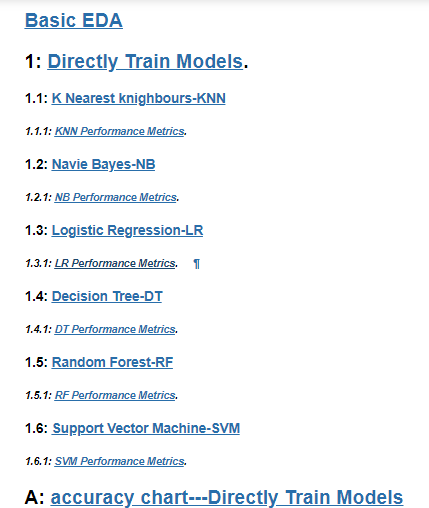 Basic EDA
1: Directly Train Models.
1.1: K Nearest knighbours-KNN
1.1.1: KNN Performance Metrics.
1.2: Navie Bayes-NB
1.2.1: NB Performance Metrics.
1.3: Logistic Regression-LR
1.3.1: LR Performance Metrics. ¶
1.4: Decision Tree-DT
1.4.1: DT Performance Metrics.
1.5: Random Forest-RF
1.5.1: RF Performance Metrics.
1.6: Support Vector Machine-SVM
1.6.1: SVM Performance Metrics.
A: accuracy chart---Directly Train Models